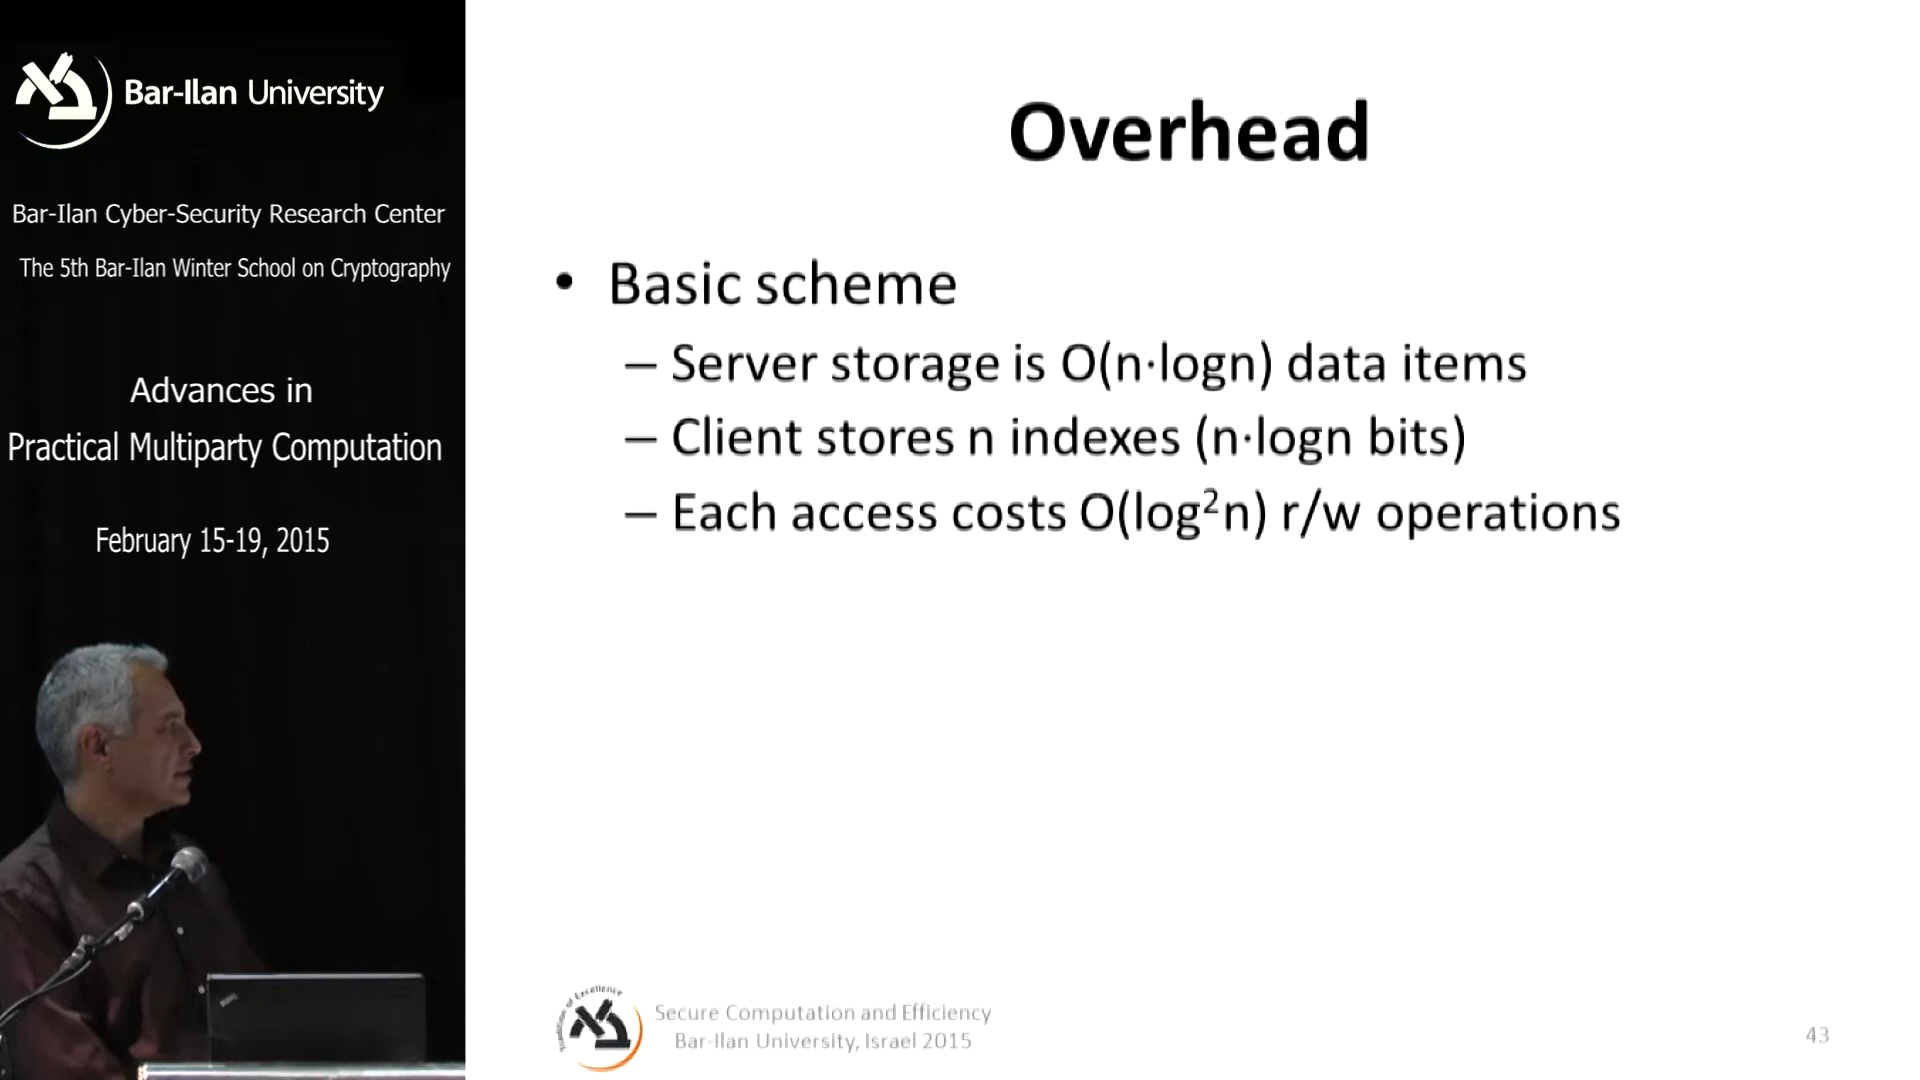 Bar-Ilan University
Bar-Ilan Cyber-Security Research Center
The 5th Bar-Ilan Winter School on Cryptography
Advances in
Practical Multiparty Computation
February 15-19, 2015
Overhead
• Basic scheme
– Server storage is O(n·logn) data items
– Client stores n indexes (n·logn bits)
– Each access costs O(log²n) r/w operations
Secure Computation and Efficiency
Bar-Ilan University, Israel 2015
43